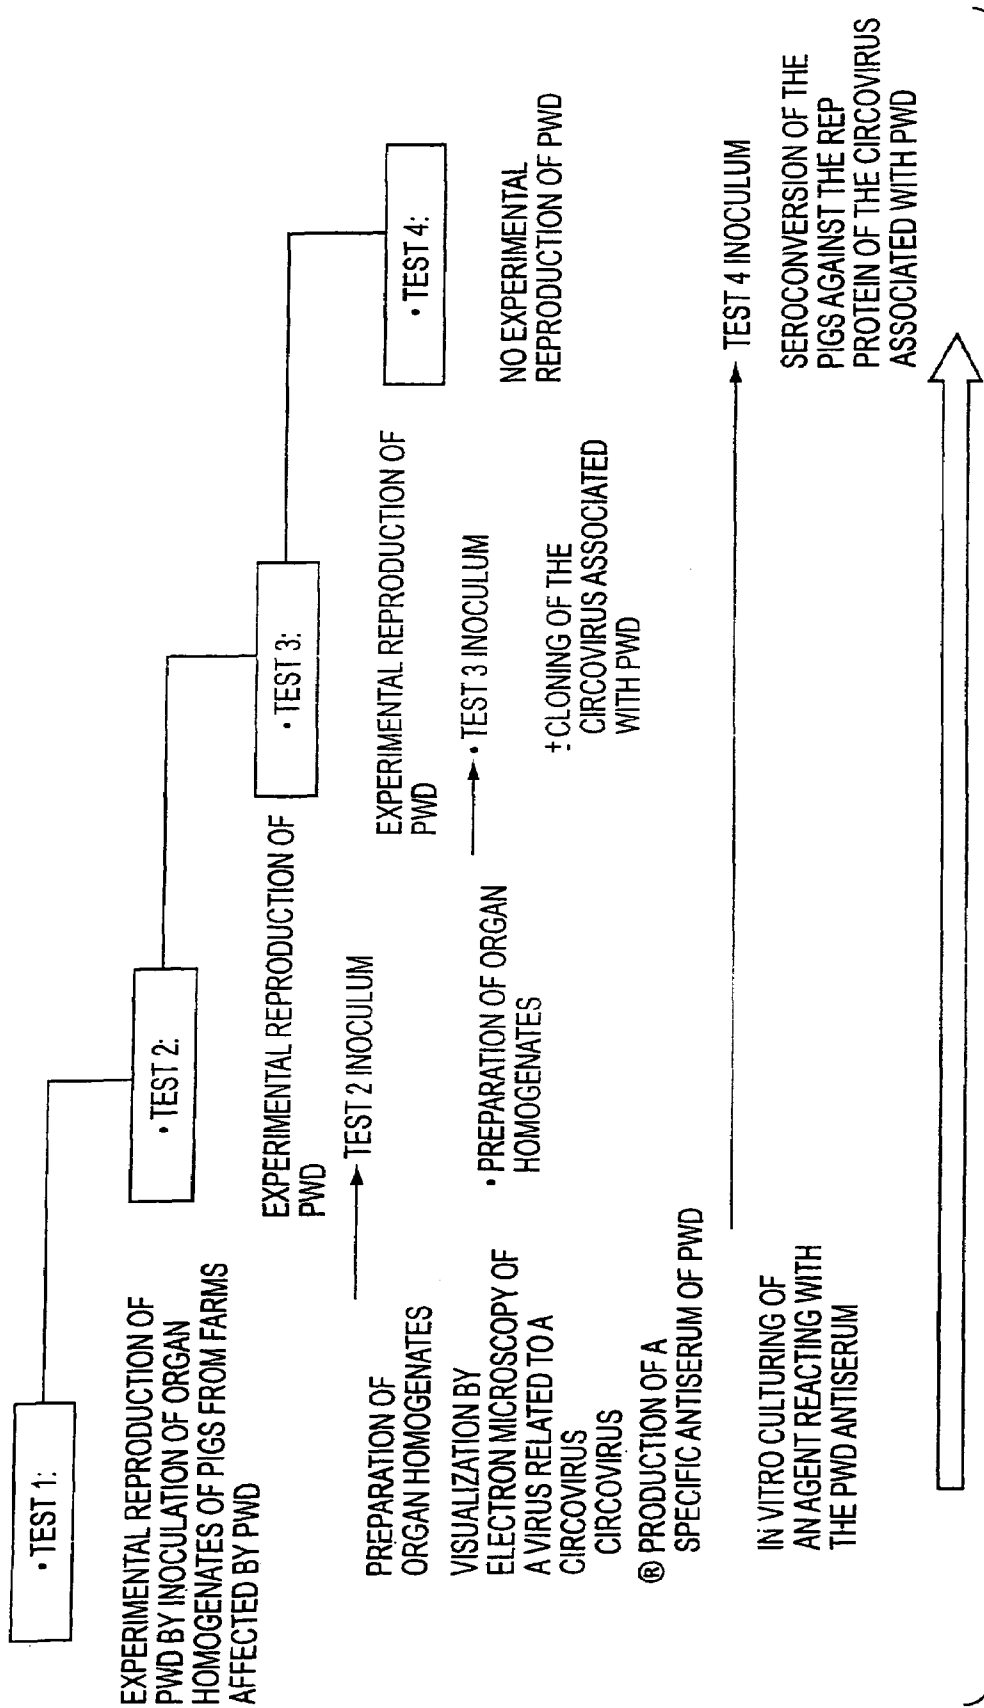 • TEST 1:
EXPERIMENTAL REPRODUCTION OF
PWD BY INOCULATION OF ORGAN
HOMOGENATES OF PIGS FROM FARMS
AFFECTED BY PWD
PREPARATION OF
ORGAN HOMOGENATES
VISUALIZATION BY
ELECTRON MICROSCOPY OF
A VIRUS RELATED TO A
CIRCOVIRUS
CIRCOVIRUS
® PRODUCTION OF A
SPECIFIC ANTISERUM OF PWD
IN VITRO CULTURING OF
AN AGENT REACTING WITH
THE PWD ANTISERUM
• TEST 2:
EXPERIMENTAL REPRODUCTION OF
PWD
TEST 2 INOCULUM
• PREPARATION OF ORGAN
HOMOGENATES
• TEST 3:
EXPERIMENTAL REPRODUCTION OF
PWD
• TEST 3 INOCULUM
± CLONING OF THE
CIRCOVIRUS ASSOCIATED
WITH PWD
• TEST 4:
NO EXPERIMENTAL
REPRODUCTION OF PWD
TEST 4 INOCULUM
SEROCONVERSION OF THE
PIGS AGAINST THE REP
PROTEIN OF THE CIRCOVIRUS
ASSOCIATED WITH PWD